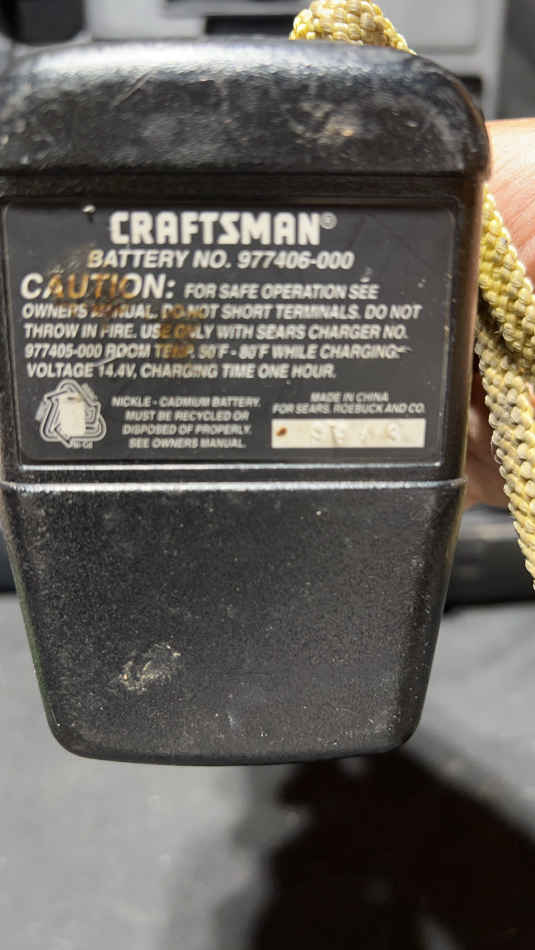 CRAFTSMAN®
BATTERY NO. 977406-000
CAUTION: FOR SAFE OPERATION SEE
OWNERS MANUAL. DO NOT SHORT TERMINALS. DO NOT
THROW IN FIRE. USE ONLY WITH SEARS CHARGER NO.
977405-000 ROOM TEMP. 50°F - 80°F WHILE CHARGING-
VOLTAGE 14.4V, CHARGING TIME ONE HOUR.
NICKLE - CADMIUM BATTERY.
MUST BE RECYCLED OR
DISPOSED OF PROPERLY.
SEE OWNERS MANUAL.
MADE IN CHINA
FOR SEARS, ROEBUCK AND CO.